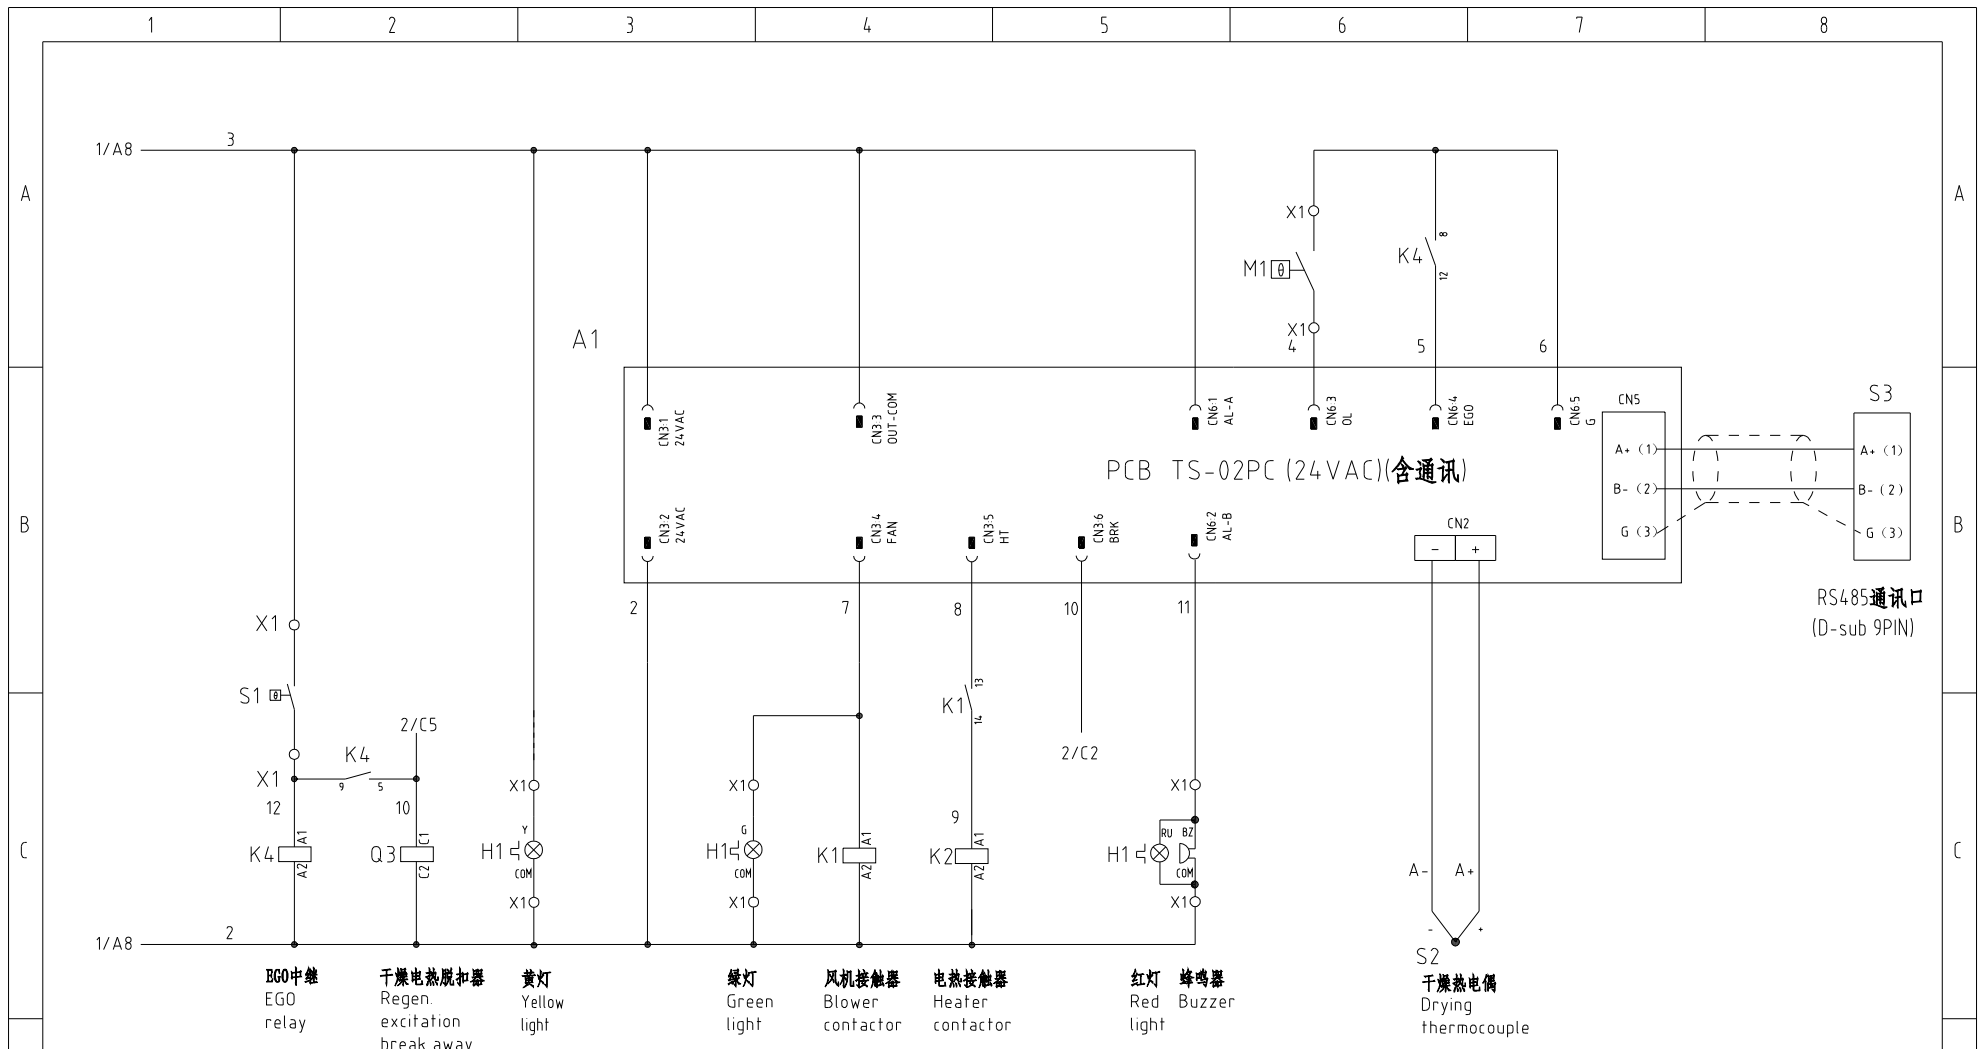 1 2 3 4 5 6 7 8
A A
1/A8 3
X1
8
K4
12
M1 θ
X1
4 5 6
A1
CN3:1
24VAC
CN3:3
OUT-COM
CN6:1
AL-A
CN6:3
OL
CN6:4
EGO
CN6:5
G
CN5
S3
A+ (1) A+ (1)
PCB TS-02PC (24VAC)(含通讯)
B- (2) B- (2)
G (3) G (3)
B B
CN3:2
24VAC
CN3:4
FAN
CN3:5
HT
CN3:6
BRK
CN6:2
AL-B
CN2
- +
RS485通讯口
(D-sub 9PIN)
2 7 8 10 11
X1
S1 θ
13
K1
14
2/C5
2/C2
K4
9 5
X1
12 10
X1 X1 X1
9
C C
K4 A1 A2
Q3 C1 C2
H1 Y COM
H1 G COM
K1 A1 A2
K2 A1 A2
H1 RU BZ COM
A- A+
X1 X1 X1
- +
1/A8 2
S2
EGO中继
EGO
relay
干燥电热脱扣器
Regen.
excitation
break away
黄灯
Yellow
light
绿灯
Green
light
风机接触器
Blower
contactor
电热接触器
Heater
contactor
红灯
Red
light
蜂鸣器
Buzzer
干燥热电偶
Drying
thermocouple